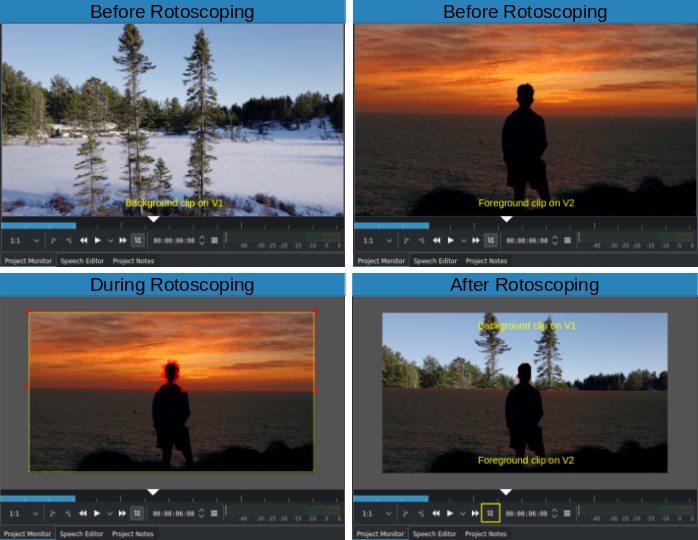 Before Rotoscoping
Before Rotoscoping
Background clip on V1
Foreground clip on V2
1:1
00:00:06:08
-40 -30 -25 -20 -15 -10 -5 0
1:1
00:00:06:08
-40 -30 -25 -20 -15 -10 -5 0
Project Monitor Speech Editor Project Notes
Project Monitor Speech Editor Project Notes
During Rotoscoping
After Rotoscoping
Background clip on V1
Foreground clip on V2
1:1
00:00:06:08
-40 -30 -25 -20 -15 -10 -5 0
1:1
00:00:06:08
-40 -30 -25 -20 -15 -10 -5 0
Project Monitor Speech Editor Project Notes
Project Monitor Speech Editor Project Notes